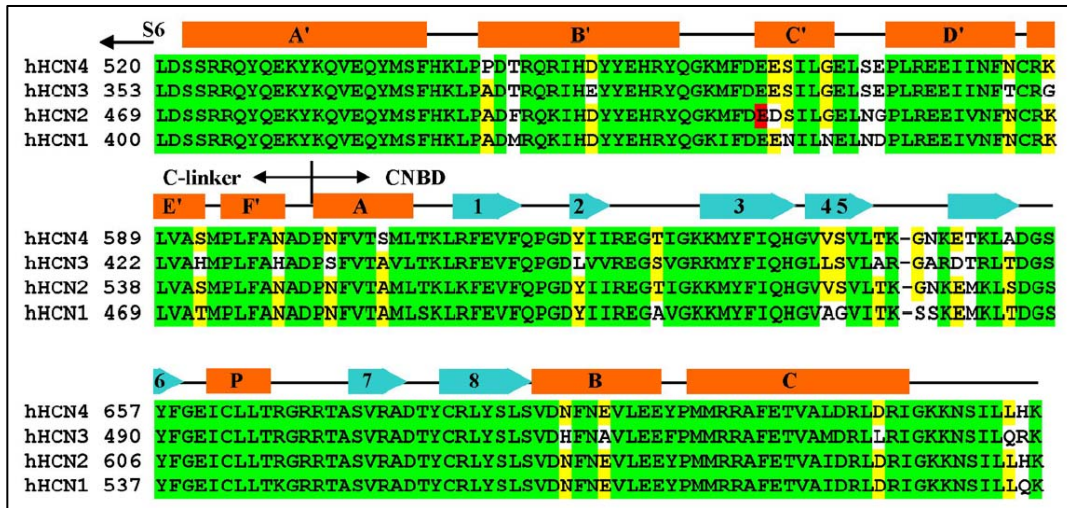 S6 A' B' C' D'
hHCN4 520 LDSSRRQYQEKYKQVEQYMSFHKLPPDTRQRIHDYYEHRYQGKMFDEESILGELSEPLREEIINFNCRK
hHCN3 353 LDSSRRQYQEKYKQVEQYMSFHKLPADTRQRIHEYYEHRYQGKMFDEESILGELSEPLREEIINFTCRG
hHCN2 469 LDSSRRQYQEKYKQVEQYMSFHKLPADFRQKIHDYYEHRYQGKMFDEDSILGELNGPLREEIVNFNCRK
hHCN1 400 LDSSRRQYQEKYKQVEQYMSFHKLPADMRQKIHDYYEHRYQGKIFDEENILNELNDPLREEIVNFNCRK
C-linker CNBD
E' F' A 1 2 3 4 5
hHCN4 589 LVASMPLFANADPNFVTSMLTKLRFEVFQPGDYIIREGTIGKKMYFIQHGVVSVLTK-GNKETKLADGS
hHCN3 422 LVAHMPLFAHADPSFVTAVLTKLRFEVFQPGDLVVREGSVGRKMYFIQHGLLSVLAR-GARDTRLTDGS
hHCN2 538 LVASMPLFANADPNFVTAMLTKLKFEVFQPGDYIIREGTIGKKMYFIQHGVVSVLTK-GNKEMKLSDGS
hHCN1 469 LVATMPLFANADPNFVTAMLSKLRFEVFQPGDYIIREGAVGKKMYFIQHGVAGVITK-SSKEMKLTDGS
6 P 7 8 B C
hHCN4 657 YFGEICLLTRGRRTASVRADTYCRLYSLSVDNFNEVLEEYPMMRRAFETVALDRLDRIGKKNSILLHK
hHCN3 490 YFGEICLLTRGRRTASVRADTYCRLYSLSVDHFNAVLEEFPMMRRAFETVAMDRLLRIGKKNSILQRK
hHCN2 606 YFGEICLLTRGRRTASVRADTYCRLYSLSVDNFNEVLEEYPMMRRAFETVAIDRLDRIGKKNSILLHK
hHCN1 537 YFGEICLLTKGRRTASVRADTYCRLYSLSVDNFNEVLEEYPMMRRAFETVAIDRLDRIGKKNSILLQK